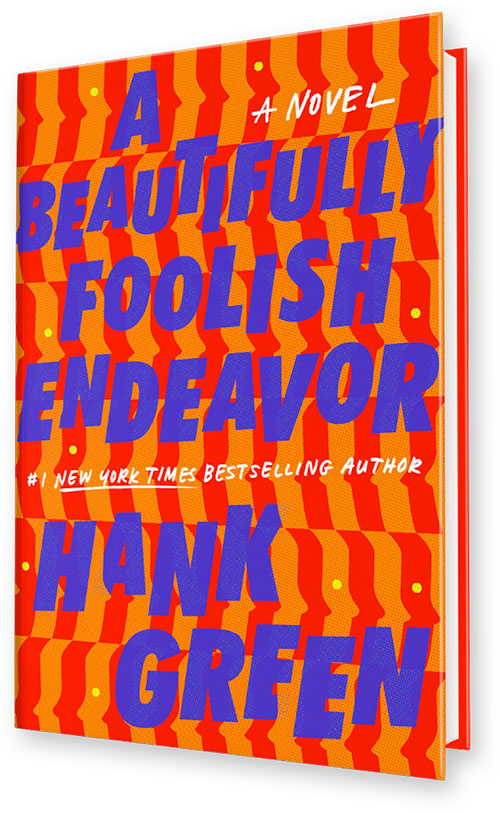 A
A NOVEL
BEAUTIFULLY
FOOLISH
ENDEAVOR
#1 NEW YORK TIMES BESTSELLING AUTHOR
HANK
GREEN